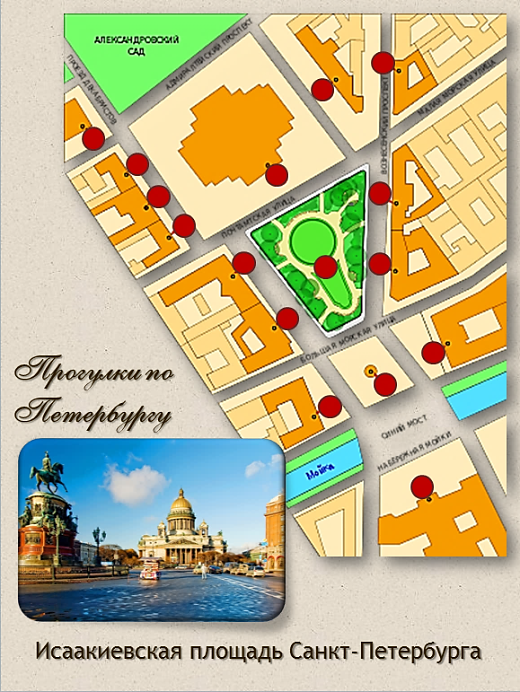 АЛЕКСАНДРОВСКИЙ
САД
АДМИРАЛТЕЙСКИЙ ПРОСПЕКТ
ПРОЕЗД ДЕКАБРИСТОВ
МАЛАЯ МОРСКАЯ УЛИЦА
ВОЗНЕСЕНСКИЙ ПРОСПЕКТ
ПОЧТАМТСКАЯ УЛИЦА
БОЛЬШАЯ МОРСКАЯ УЛИЦА
СИНИЙ МОСТ
НАБЕРЕЖНАЯ МОЙКИ
Мойка
Прогулки по
Петербургу
Исаакиевская площадь Санкт-Петербурга